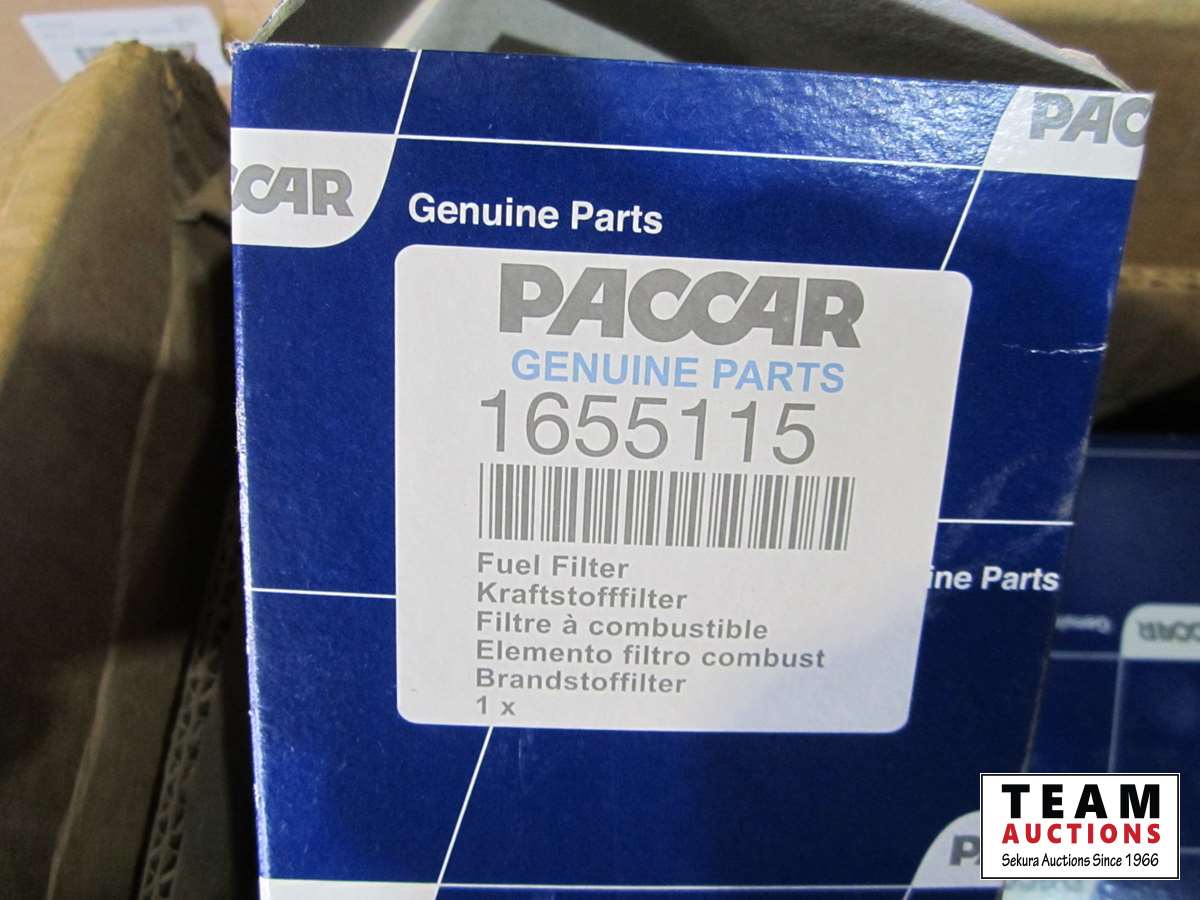 PACCAR
Genuine Parts
PACCAR
GENUINE PARTS
1655115
Fuel Filter
Kraftstofffilter
Filtre à combustible
Elemento filtro combust
Brandstoffilter
1 x
PAC
ine Parts
TEAM
AUCTIONS
Sekura Auctions Since 1966